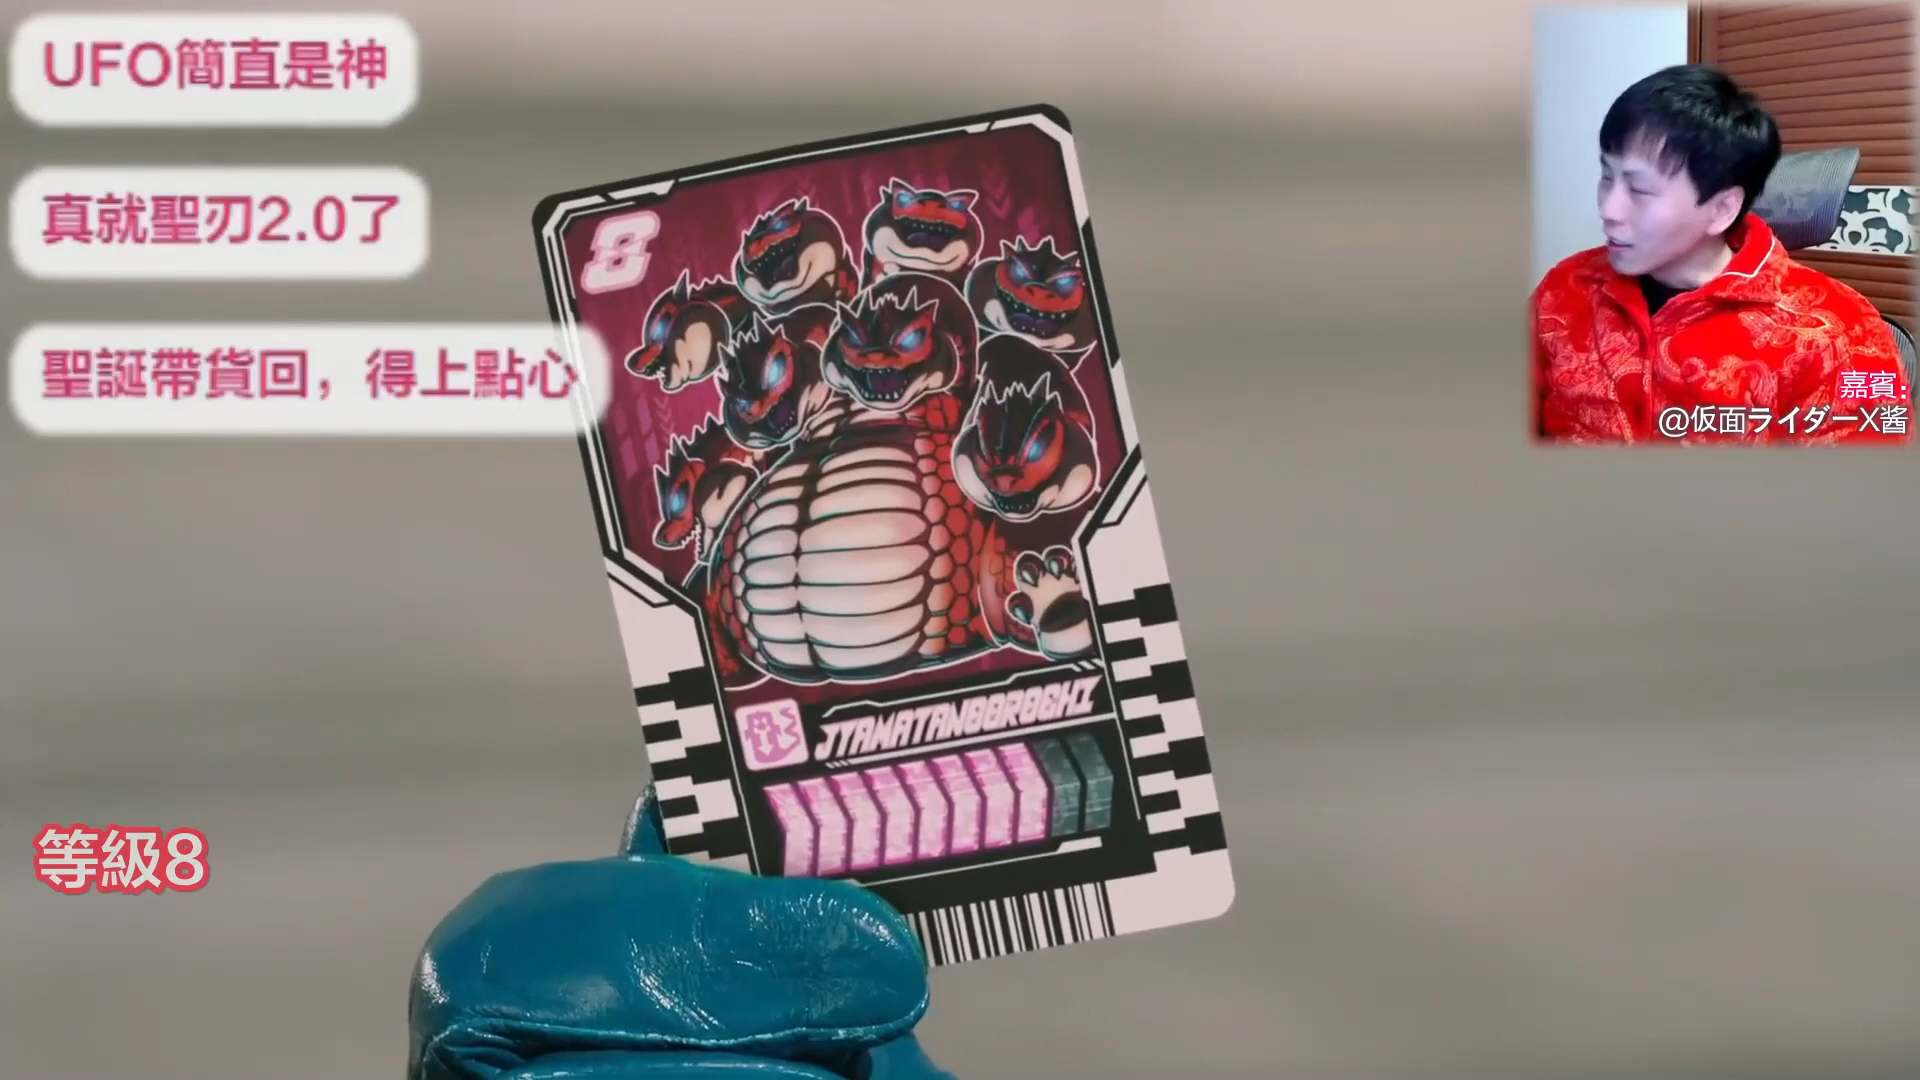 UFO簡直是神
真就聖刃2.0了
聖誕帶貨回，得上點心
8
JYAMATANOOROCHI
等級8
嘉賓:
@仮面ライダーX酱